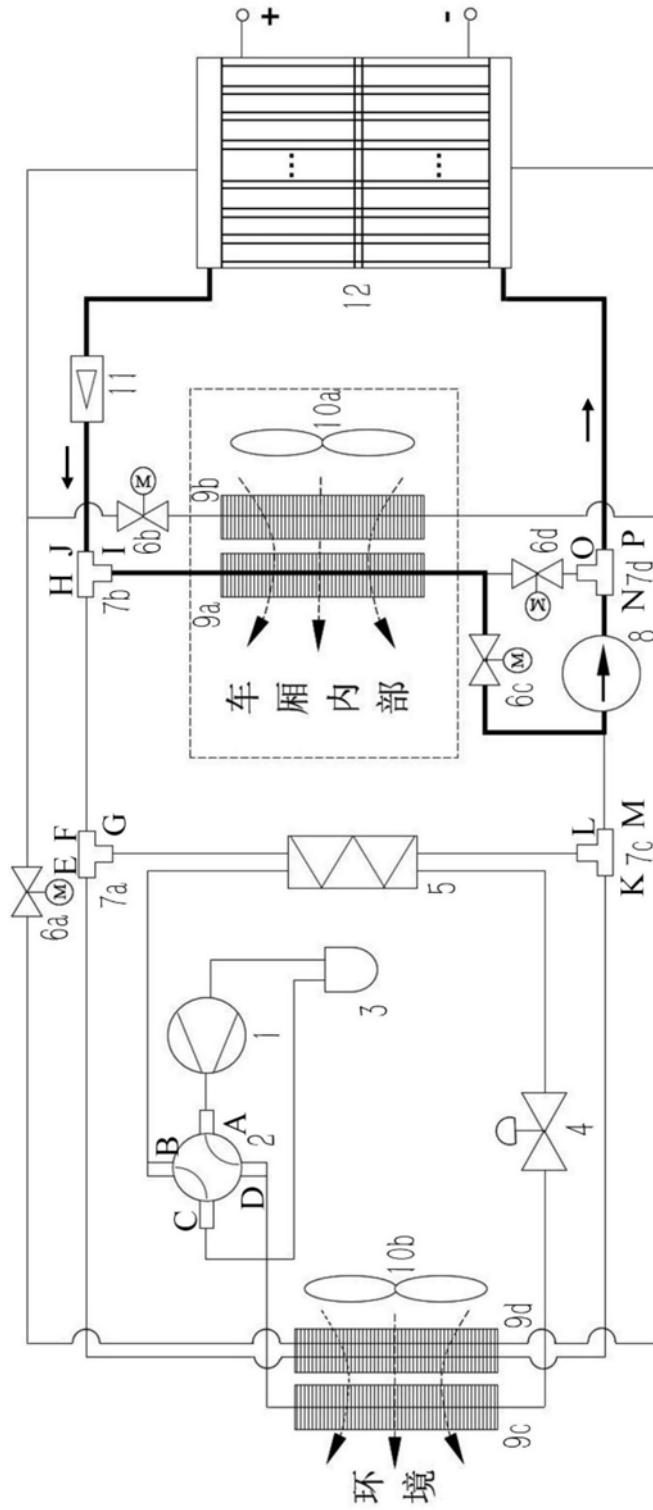 6a
E
F
G
7a
H
J
I
7b
M
M
6b
11
+
-
C
B
A
D
2
1
3
环境
10b
9c
9d
5
车厢内部
9a
9b
10a
12
...
...
4
6c
M
6d
M
K
L
M
7c
8
N
O
P
7d